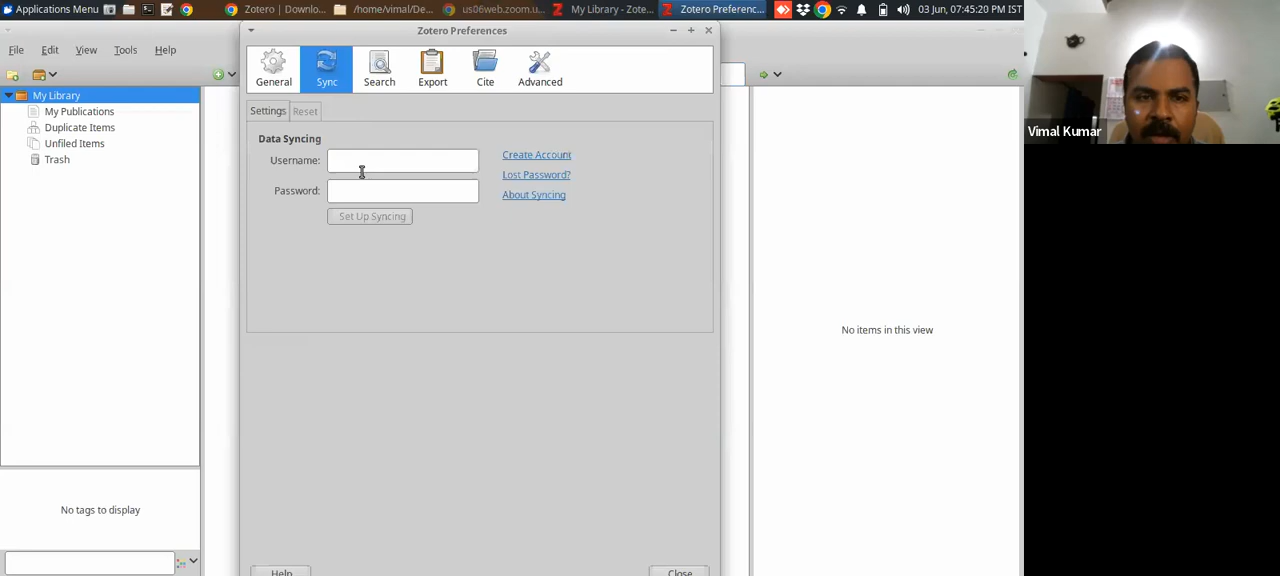 Applications Menu
Zotero | Downlo...
/home/vimal/De...
us06web.zoom.u...
My Library - Zote...
Zotero Preferenc...
03 Jun, 07:45:20 PM IST
Zotero Preferences
File Edit View Tools Help
General Sync Search Export Cite Advanced
My Library
My Publications
Duplicate Items
Unfiled Items
Trash
Settings Reset
Data Syncing
Username:
Password:
Set Up Syncing
Create Account
Lost Password?
About Syncing
Vimal Kumar
No items in this view
No tags to display
Help
Close